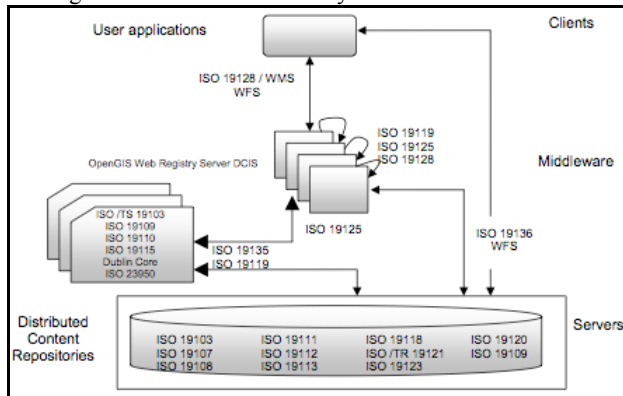 User applications
Clients
ISO 19128 / WMS
WFS
ISO 19119
ISO 19125
ISO 19128
OpenGIS Web Registry Server DCIS
Middleware
ISO /TS 19103
ISO 19109
ISO 19110
ISO 19115
Dublin Core
ISO 23950
ISO 19125
ISO 19135
ISO 19119
ISO 19136
WFS
Distributed
Content
Repositories
Servers
ISO 19103 ISO 19111 ISO 19118 ISO 19120
ISO 19107 ISO 19112 ISO /TR 19121 ISO 19109
ISO 19108 ISO 19113 ISO 19123